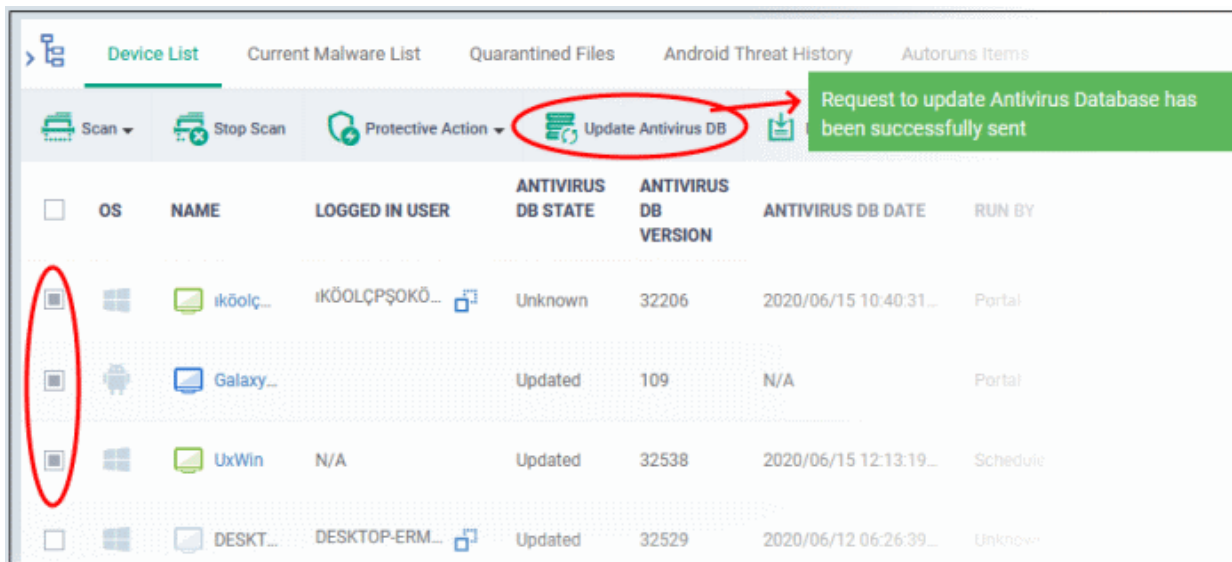 Device List Current Malware List Quarantined Files Android Threat History Autoruns Items
Scan Stop Scan Protective Action Update Antivirus DB
Request to update Antivirus Database has
been successfully sent
OS NAME LOGGED IN USER ANTIVIRUS DB STATE ANTIVIRUS DB VERSION ANTIVIRUS DB DATE RUN BY
ıköolç... ıKÖOLÇPŞOKÖ... Unknown 32206 2020/06/15 10:40:31... Portal
Galaxy... Updated 109 N/A Portal
UxWin N/A Updated 32538 2020/06/15 12:13:19... Schedule
DESKT... DESKTOP-ERM... Updated 32529 2020/06/12 06:26:39... Unknown